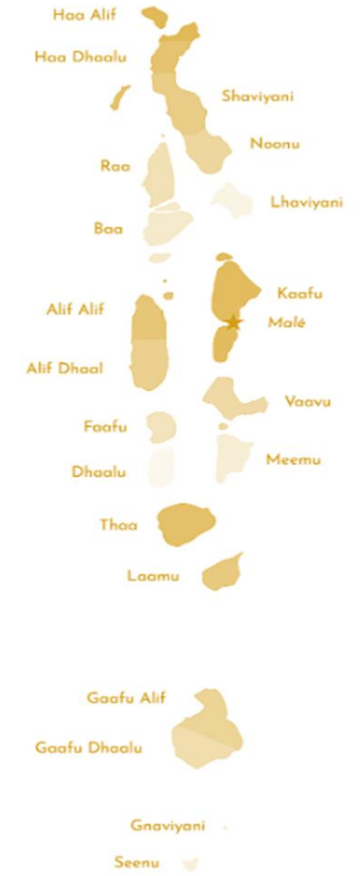 Haa Alif
Haa Dhaalu
Shaviyani
Noonu
Raa
Lhaviyani
Baa
Kaafu
Alif Alif
Malé
Alif Dhaal
Vaavu
Faafu
Meemu
Dhaalu
Thaa
Laamu
Gaafu Alif
Gaafu Dhaalu
Gnaviyani
Seenu